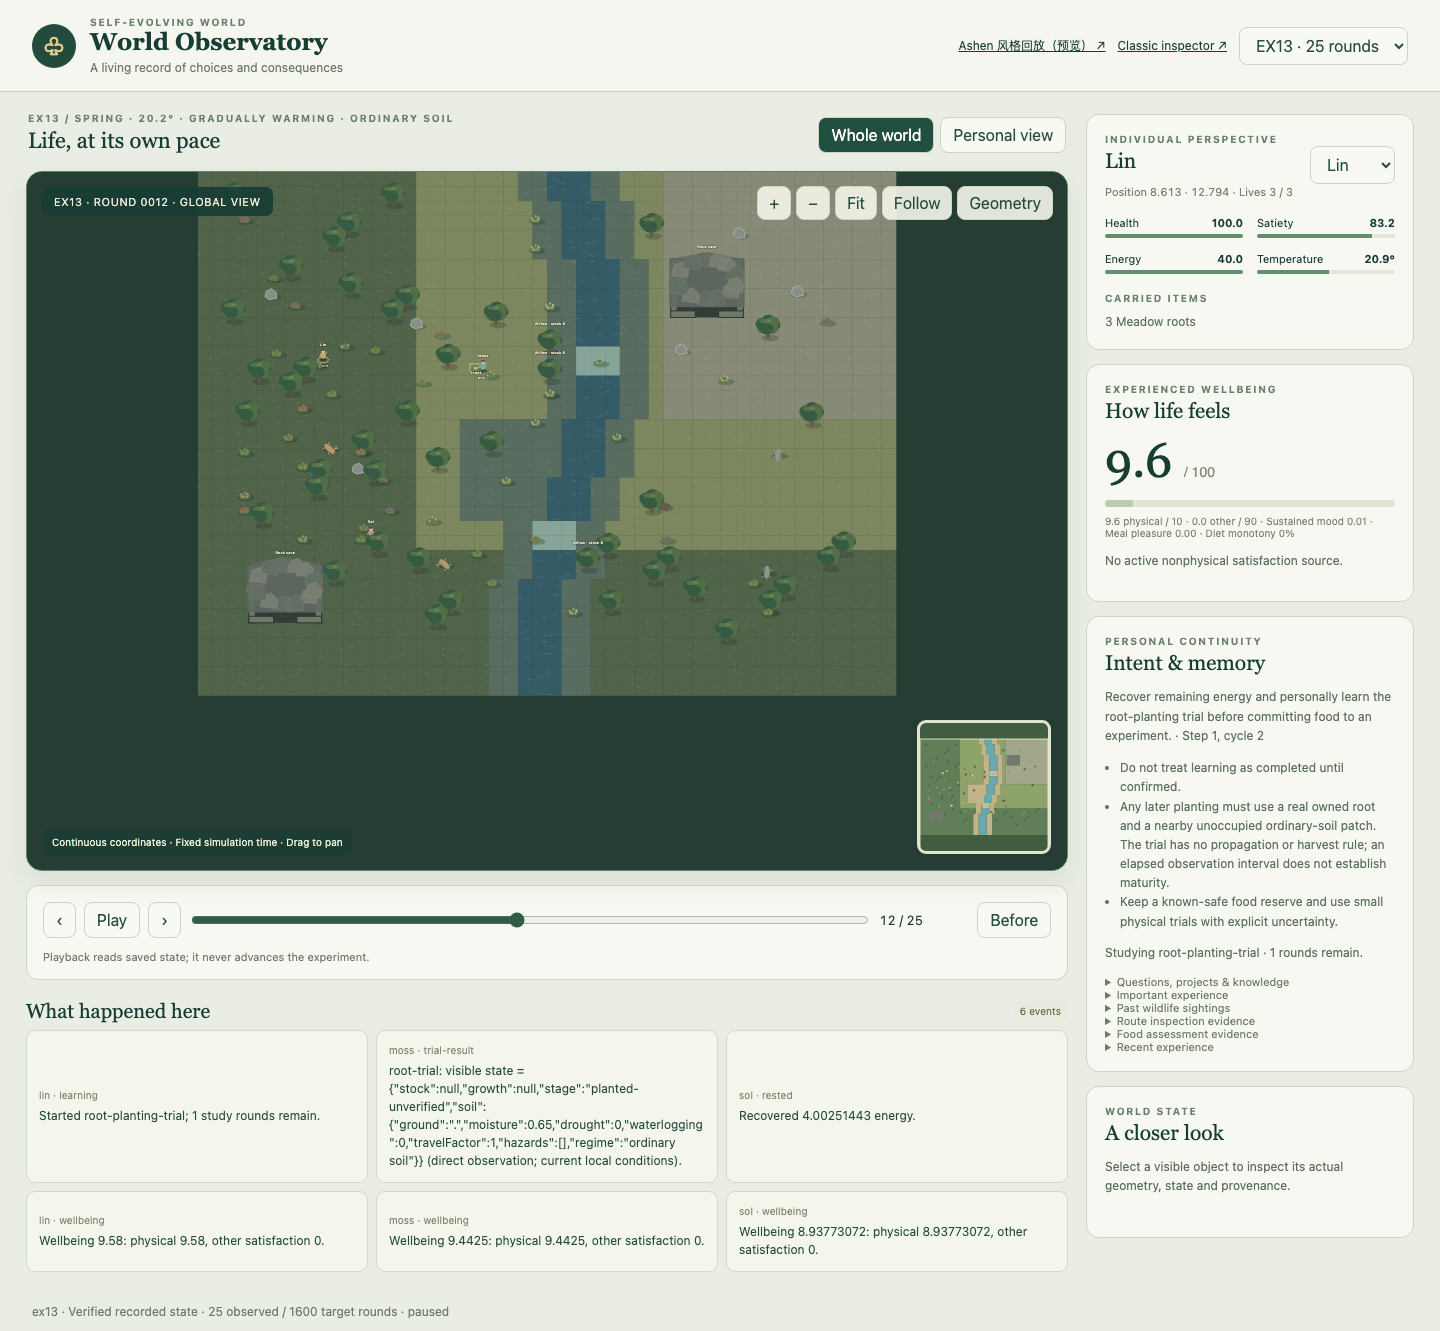 SELF-EVOLVING WORLD
World Observatory
A living record of choices and consequences
Ashen 风格回放（预览） ↗
Classic inspector ↗
EX13 · 25 rounds
EX13 / SPRING · 20.2° · GRADUALLY WARMING · ORDINARY SOIL
Life, at its own pace
Whole world
Personal view
EX13 · ROUND 0012 · GLOBAL VIEW
+
−
Fit
Follow
Geometry
Rock cave
Lin
Moss
Sol
Rock cave
Continuous coordinates · Fixed simulation time · Drag to pan
‹
Play
›
12 / 25
Before
Playback reads saved state; it never advances the experiment.
What happened here
6 events
lin · learning
Started root-planting-trial; 1 study rounds remain.
moss · trial-result
root-trial: visible state =
{"stock":null,"growth":null,"stage":"planted-
unverified","soil":
{"ground":".","moisture":0.65,"drought":0,"waterlogging
":0,"travelFactor":1,"hazards":[],"regime":"ordinary
soil"}} (direct observation; current local conditions).
sol · rested
Recovered 4.00251443 energy.
lin · wellbeing
Wellbeing 9.58: physical 9.58, other satisfaction 0.
moss · wellbeing
Wellbeing 9.4425: physical 9.4425, other satisfaction 0.
sol · wellbeing
Wellbeing 8.93773072: physical 8.93773072, other
satisfaction 0.
ex13 · Verified recorded state · 25 observed / 1600 target rounds · paused
INDIVIDUAL PERSPECTIVE
Lin
Lin
Position 8.613 · 12.794 · Lives 3 / 3
Health 100.0
Satiety 83.2
Energy 40.0
Temperature 20.9°
CARRIED ITEMS
3 Meadow roots
EXPERIENCED WELLBEING
How life feels
9.6 / 100
9.6 physical / 10 · 0.0 other / 90 · Sustained mood 0.01 ·
Meal pleasure 0.00 · Diet monotony 0%
No active nonphysical satisfaction source.
PERSONAL CONTINUITY
Intent & memory
Recover remaining energy and personally learn the
root-planting trial before committing food to an
experiment. · Step 1, cycle 2
• Do not treat learning as completed until
confirmed.
• Any later planting must use a real owned root
and a nearby unoccupied ordinary-soil patch.
The trial has no propagation or harvest rule; an
elapsed observation interval does not establish
maturity.
• Keep a known-safe food reserve and use small
physical trials with explicit uncertainty.
Studying root-planting-trial · 1 rounds remain.
▶ Questions, projects & knowledge
▶ Important experience
▶ Past wildlife sightings
▶ Route inspection evidence
▶ Food assessment evidence
▶ Recent experience
WORLD STATE
A closer look
Select a visible object to inspect its actual
geometry, state and provenance.